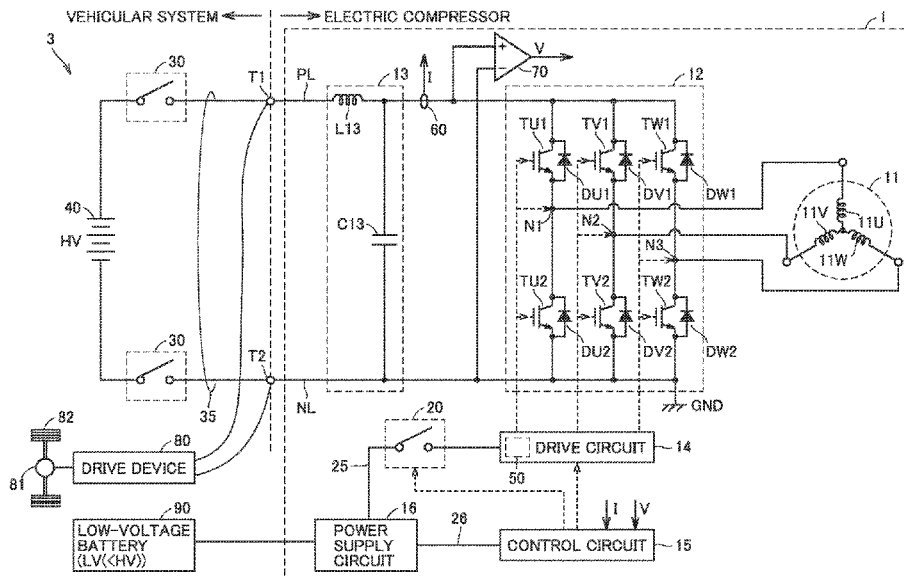 VEHICULAR SYSTEM
ELECTRIC COMPRESSOR
1
3
30
T1
PL
13
I
V
70
12
L13
60
TU1
TV1
TW1
40
HV
C13
DU1
DV1
DW1
11
N1
N2
N3
11V
11U
11W
TU2
TV2
TW2
30
T2
DU2
DV2
DW2
35
NL
GND
82
20
80
DRIVE DEVICE
81
25
DRIVE CIRCUIT
14
50
90
16
I
V
LOW-VOLTAGE
BATTERY
(LV(<HV))
POWER
SUPPLY
CIRCUIT
26
CONTROL CIRCUIT
15